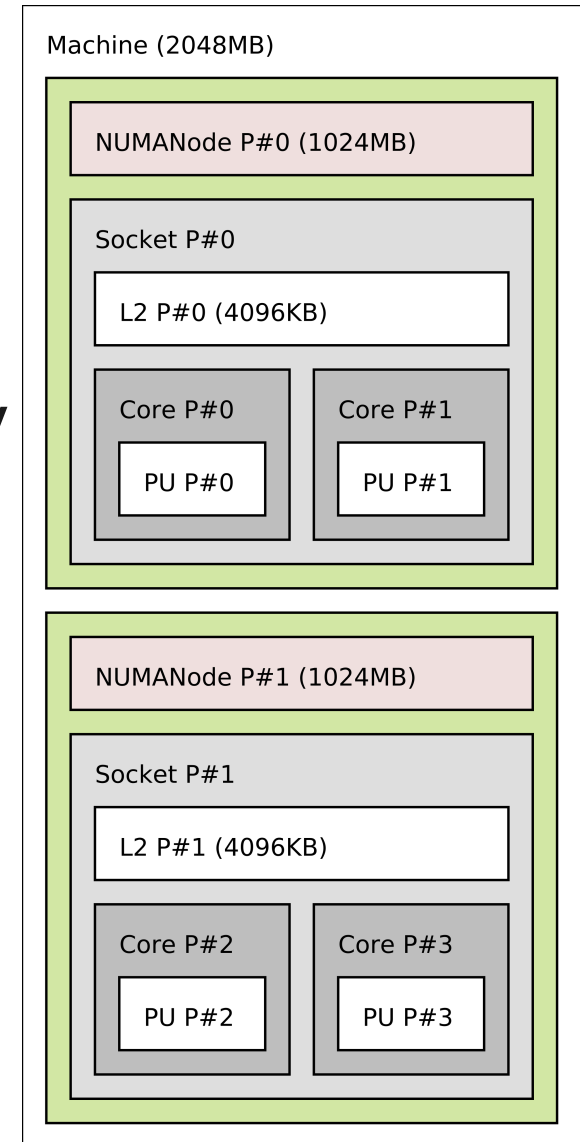 Machine (2048MB)
NUMANode P#0 (1024MB)
Socket P#0
L2 P#0 (4096KB)
Core P#0
Core P#1
PU P#0
PU P#1
NUMANode P#1 (1024MB)
Socket P#1
L2 P#1 (4096KB)
Core P#2
Core P#3
PU P#2
PU P#3